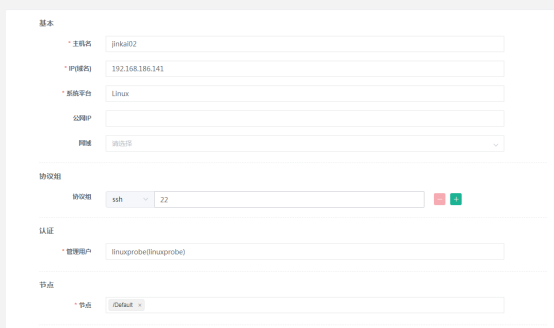 基本
* 主机名 jinkai02
* IP(域名) 192.168.186.141
* 系统平台 Linux
公网IP
网域 请选择
协议组
协议组 ssh 22
认证
* 管理用户 linuxprobe(linuxprobe)
节点
* 节点 /Default ×